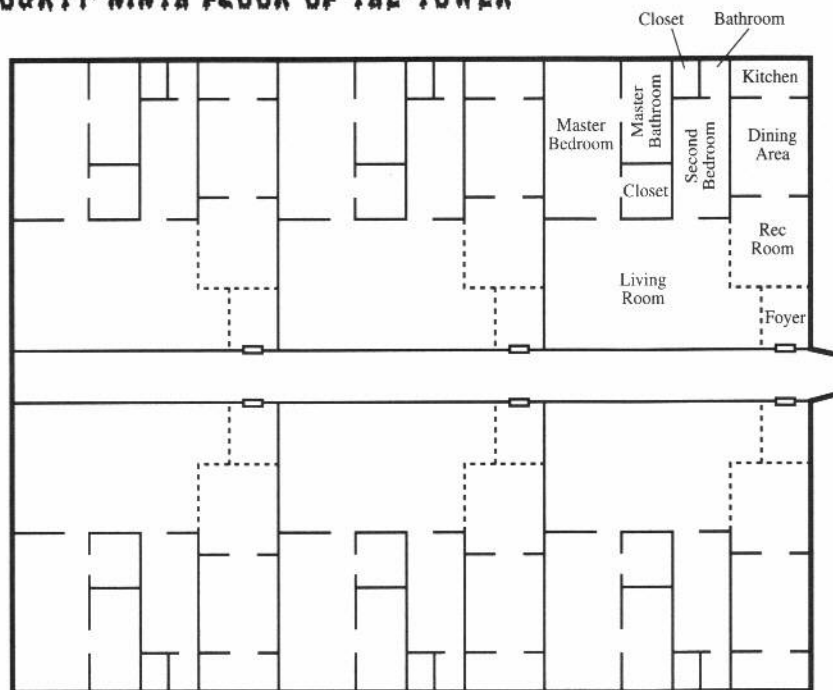 NINTH FLOOR OF THE TOWER
Closet
Bathroom
Kitchen
Master
Bedroom
Master
Bathroom
Second
Bedroom
Dining
Area
Closet
Rec
Room
Living
Room
Foyer